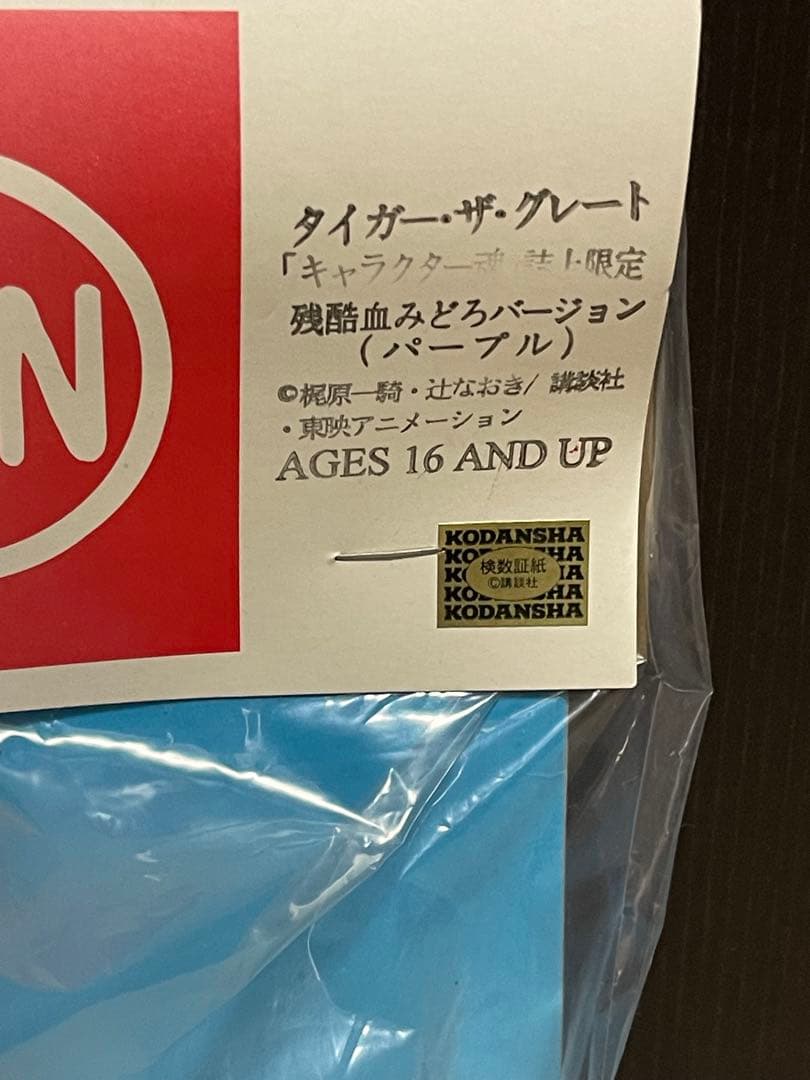 N
タイガー・ザ・グレート
「キャラクター魂 誌上限定
残酷血みどろバージョン
(パープル)
©梶原一騎・辻なおき/講談社
・東映アニメーション
AGES 16 AND UP
KODANSHA
検数証紙
©講談社
KODANSHA